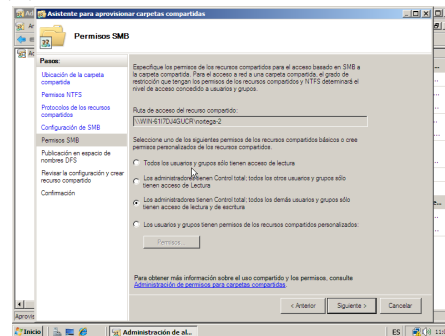 Asistente para aprovisionar carpetas compartidas
Permisos SMB
Pasos:
Ubicación de la carpeta
compartida
Permisos NTFS
Protocolos de los recursos
compartidos
Configuración de SMB
Permisos SMB
Publicación en espacio de
nombres DFS
Revisar la configuración y crear
recurso compartido
Confirmación
Especifique los permisos de los recursos compartidos para el acceso basado en SMB a
la carpeta compartida. Para el acceso a red a una carpeta compartida, el grado de
restricción que tengan los permisos de los recursos compartidos y NTFS determinará el
nivel de acceso concedido a usuarios y grupos.
Ruta de acceso del recurso compartido:
\\WIN-61I7DJ4GUCR\nortega-2
Seleccione uno de los siguientes permisos de los recursos compartidos básicos o cree
permisos personalizados de los recursos compartidos.
Todos los usuarios y grupos sólo tienen acceso de lectura
Los administradores tienen Control total; todos los otros usuarios y grupos sólo
tienen acceso de Lectura
Los administradores tienen Control total; todos los demás usuarios y grupos sólo
tienen acceso de lectura y de escritura
Los usuarios y grupos tienen permisos de los recursos compartidos personalizados:
Permisos...
Para obtener más información sobre el uso compartido y los permisos, consulte
Administración de permisos para carpetas compartidas.
< Anterior
Siguiente >
Cancelar
Aprovis
Inicio
Administración de al...
ES